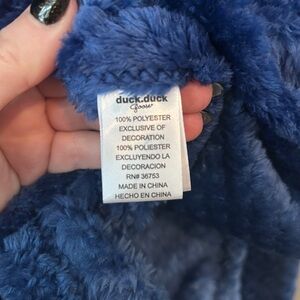 duck.duck
Goose
100% POLYESTER
EXCLUSIVE OF
DECORATION
100% POLIESTER
EXCLUYENDO LA
DECORACION
RN# 36753
MADE IN CHINA
HECHO EN CHINA